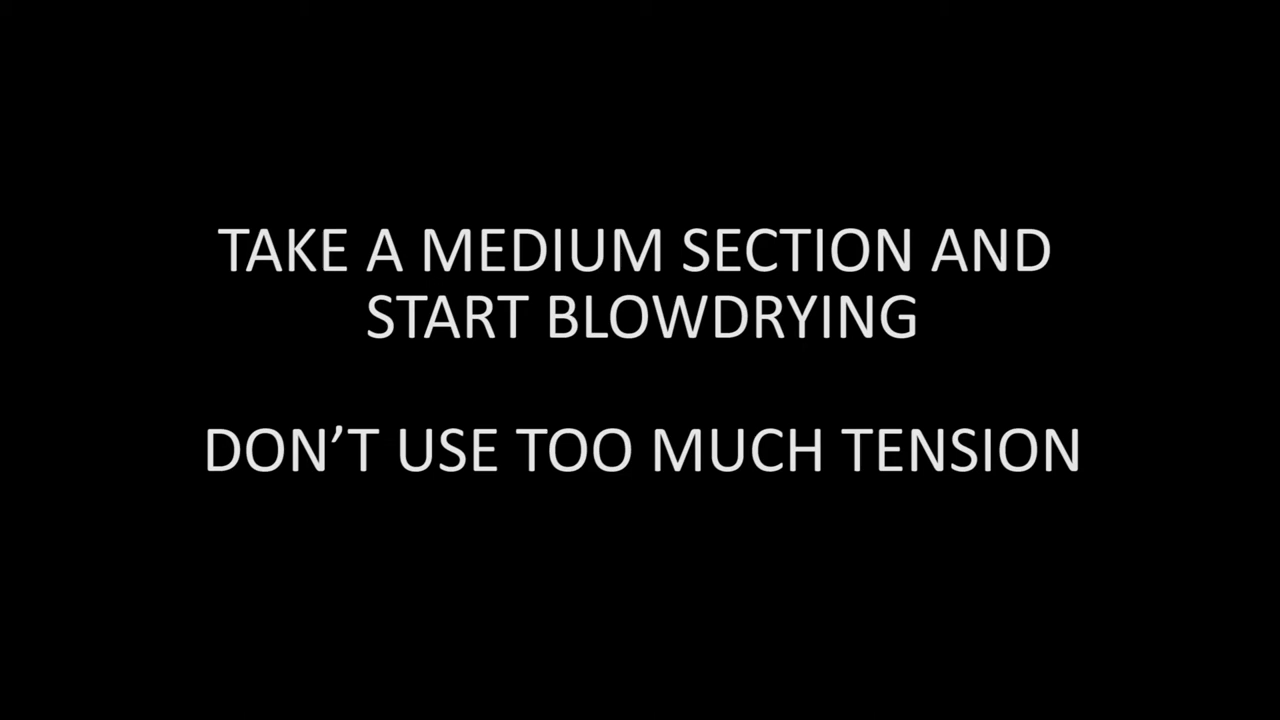 TAKE A MEDIUM SECTION AND
START BLOWDRYING
DON’T USE TOO MUCH TENSION